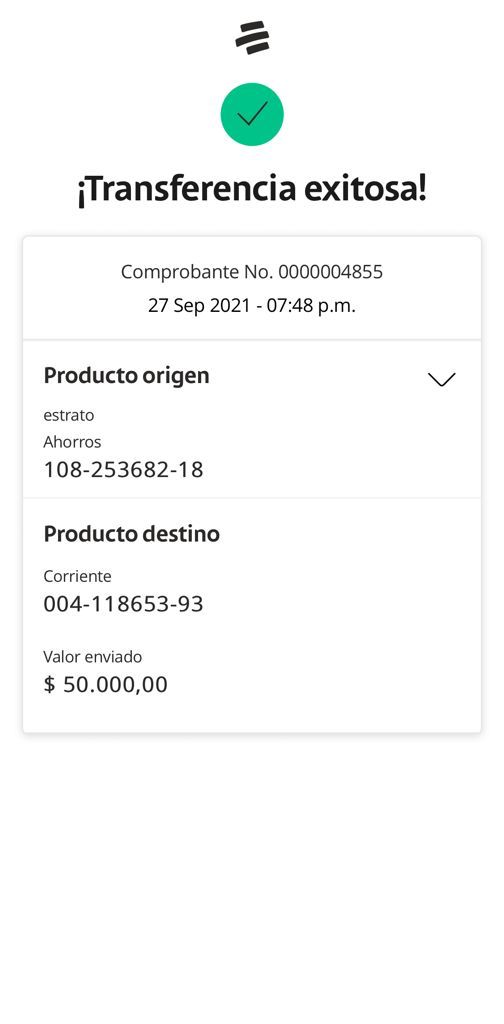 ¡Transferencia exitosa!
Comprobante No. 0000004855
27 Sep 2021 - 07:48 p.m.
Producto origen
estrato
Ahorros
108-253682-18
Producto destino
Corriente
004-118653-93
Valor enviado
$ 50.000,00